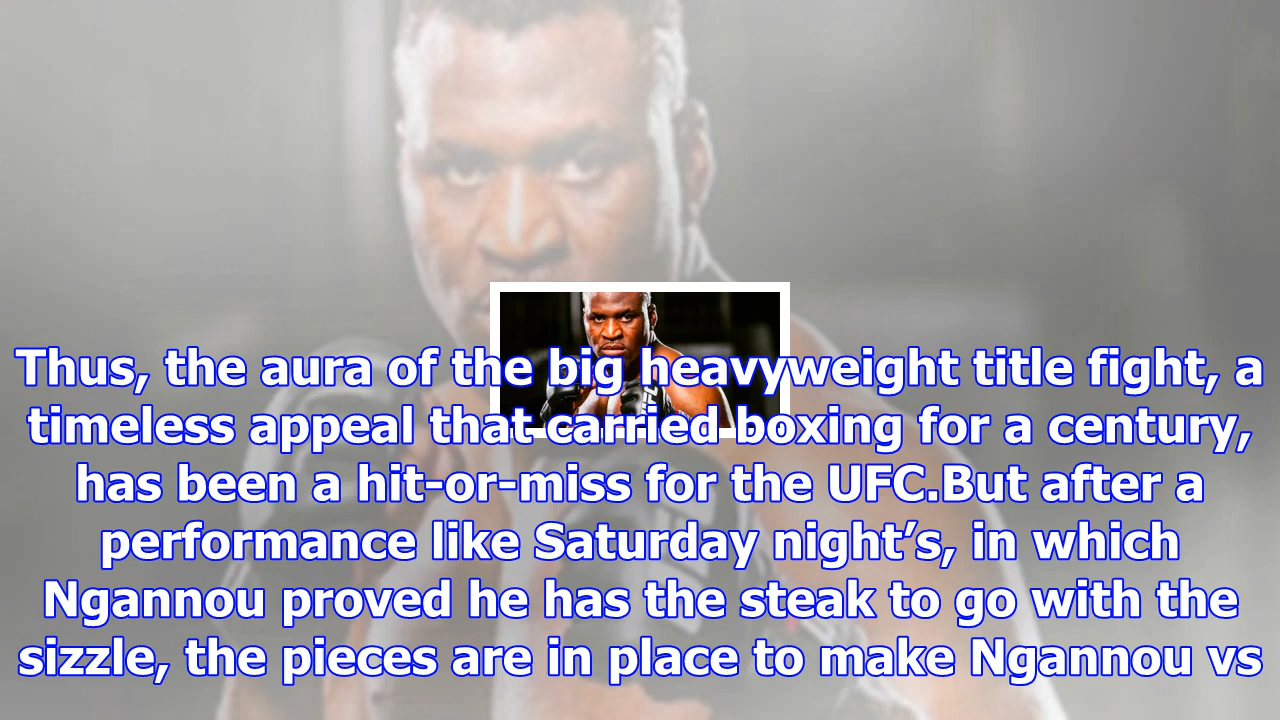 Thus, the aura of the big heavyweight title fight, a
timeless appeal that carried boxing for a century,
has been a hit-or-miss for the UFC.But after a
performance like Saturday night’s, in which
Ngannou proved he has the steak to go with the
sizzle, the pieces are in place to make Ngannou vs